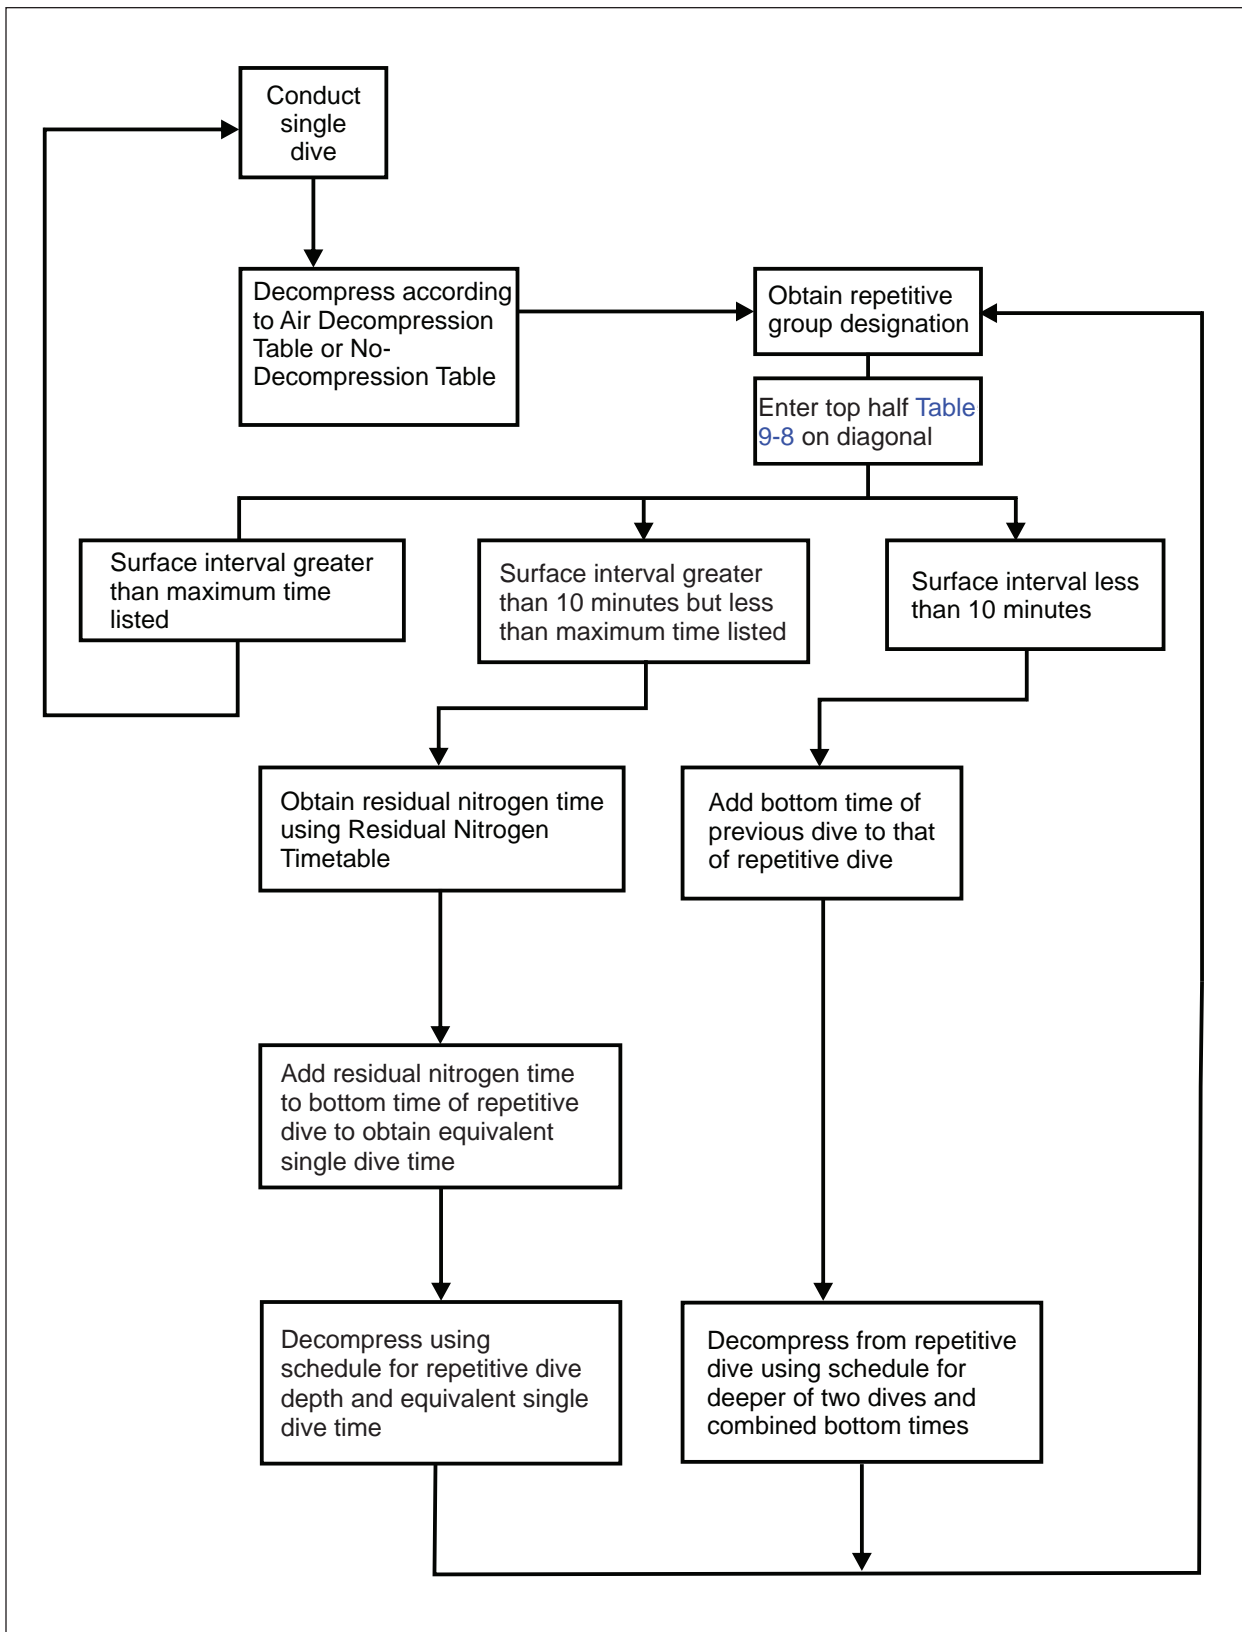 Conduct
single
dive
Decompress according
to Air Decompression
Table or No-
Decompression Table
Obtain repetitive
group designation
Enter top half Table
9-8 on diagonal
Surface interval greater
than maximum time
listed
Surface interval greater
than 10 minutes but less
than maximum time listed
Surface interval less
than 10 minutes
Obtain residual nitrogen time
using Residual Nitrogen
Timetable
Add bottom time of
previous dive to that
of repetitive dive
Add residual nitrogen time
to bottom time of repetitive
dive to obtain equivalent
single dive time
Decompress using
schedule for repetitive dive
depth and equivalent single
dive time
Decompress from repetitive
dive using schedule for
deeper of two dives and
combined bottom times